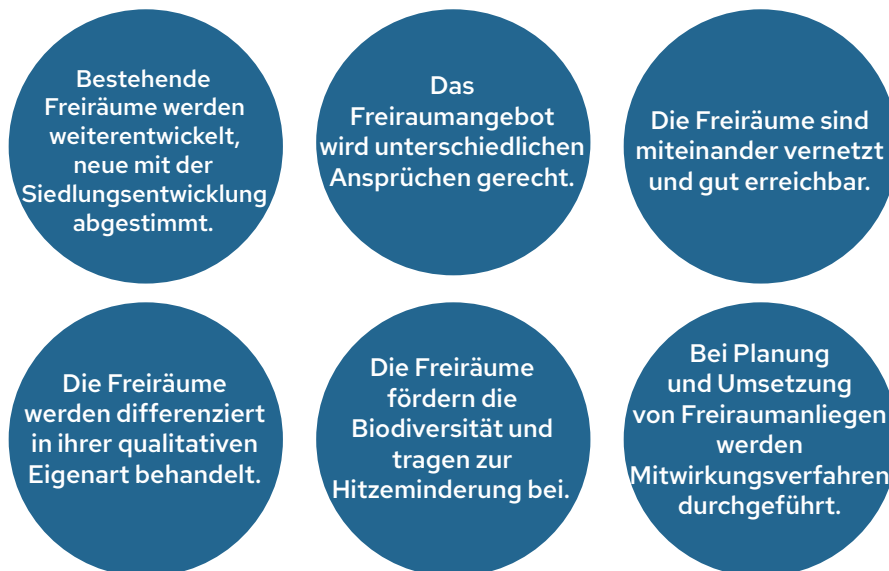 Bestehende
Freiräume werden
weiterentwickelt,
neue mit der
Siedlungsentwicklung
abgestimmt.
Das
Freiraumangebot
wird unterschiedlichen
Ansprüchen gerecht.
Die Freiräume sind
miteinander vernetzt
und gut erreichbar.
Die Freiräume
werden differenziert
in ihrer qualitativen
Eigenart behandelt.
Die Freiräume
fördern die
Biodiversität und
tragen zur
Hitzeminderung bei.
Bei Planung
und Umsetzung
von Freiraumanliegen
werden
Mitwirkungsverfahren
durchgeführt.